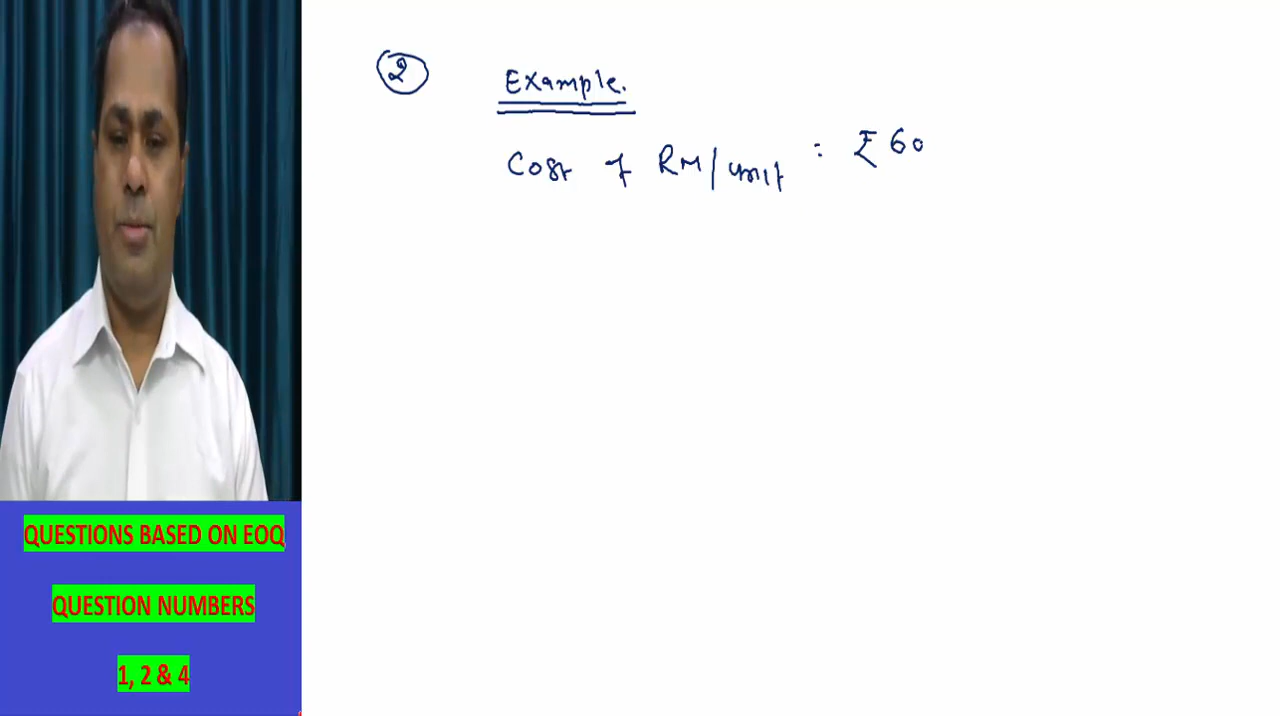 2 Example.
Cost of RM/unit : ₹ 60
QUESTIONS BASED ON EOQ
QUESTION NUMBERS
1, 2 & 4